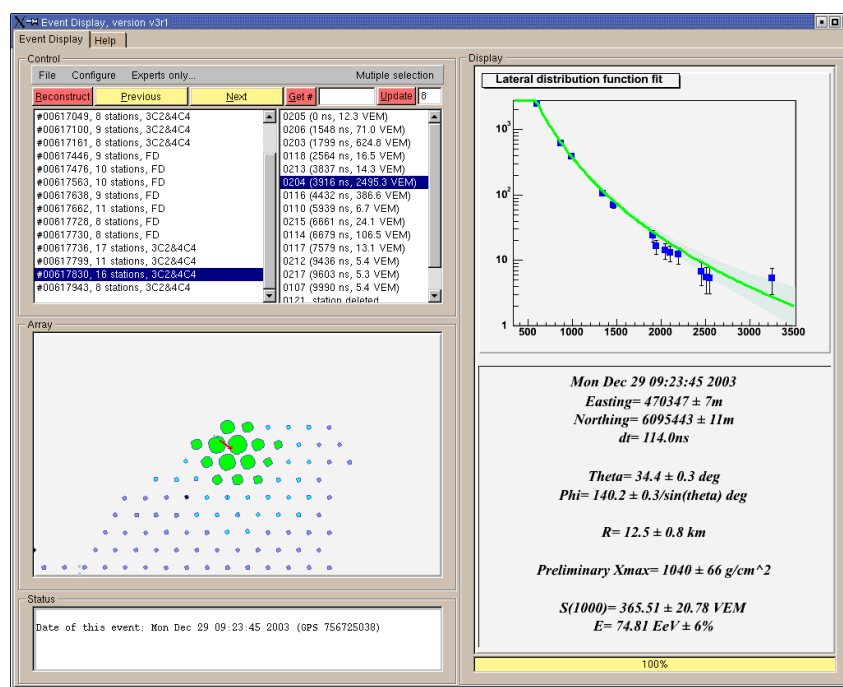 Event Display, version v3r1
Event Display Help
Control
File Configure Experts only... Mutiple selection
Reconstruct Previous Next Get # Update 8
#00617049, 8 stations, 3C2&4C4
#00617100, 9 stations, 3C2&4C4
#00617161, 8 stations, 3C2&4C4
#00617446, 9 stations, FD
#00617476, 10 stations, FD
#00617563, 10 stations, FD
#00617638, 9 stations, FD
#00617662, 11 stations, FD
#00617728, 8 stations, FD
#00617730, 8 stations, FD
#00617736, 17 stations, 3C2&4C4
#00617799, 11 stations, 3C2&4C4
#00617830, 16 stations, 3C2&4C4
#00617943, 8 stations, 3C2&4C4
0205 (0 ns, 12.3 VEM)
0206 (1548 ns, 71.0 VEM)
0203 (1799 ns, 624.8 VEM)
0118 (2564 ns, 16.5 VEM)
0213 (3837 ns, 14.3 VEM)
0204 (3916 ns, 2495.3 VEM)
0116 (4432 ns, 386.6 VEM)
0110 (5939 ns, 6.7 VEM)
0215 (6661 ns, 24.1 VEM)
0114 (6679 ns, 106.5 VEM)
0117 (7579 ns, 13.1 VEM)
0212 (9436 ns, 5.4 VEM)
0217 (9603 ns, 5.3 VEM)
0107 (9990 ns, 5.4 VEM)
0121 station deleted
Array
Status
Date of this event: Mon Dec 29 09:23:45 2003 (GPS 756725038)
Display
Lateral distribution function fit
10³
10²
10
1
500 1000 1500 2000 2500 3000 3500
Mon Dec 29 09:23:45 2003
Easting= 470347 ± 7m
Northing= 6095443 ± 11m
dt= 114.0ns
Theta= 34.4 ± 0.3 deg
Phi= 140.2 ± 0.3/sin(theta) deg
R= 12.5 ± 0.8 km
Preliminary Xmax= 1040 ± 66 g/cm^2
S(1000)= 365.51 ± 20.78 VEM
E= 74.81 EeV ± 6%
100%